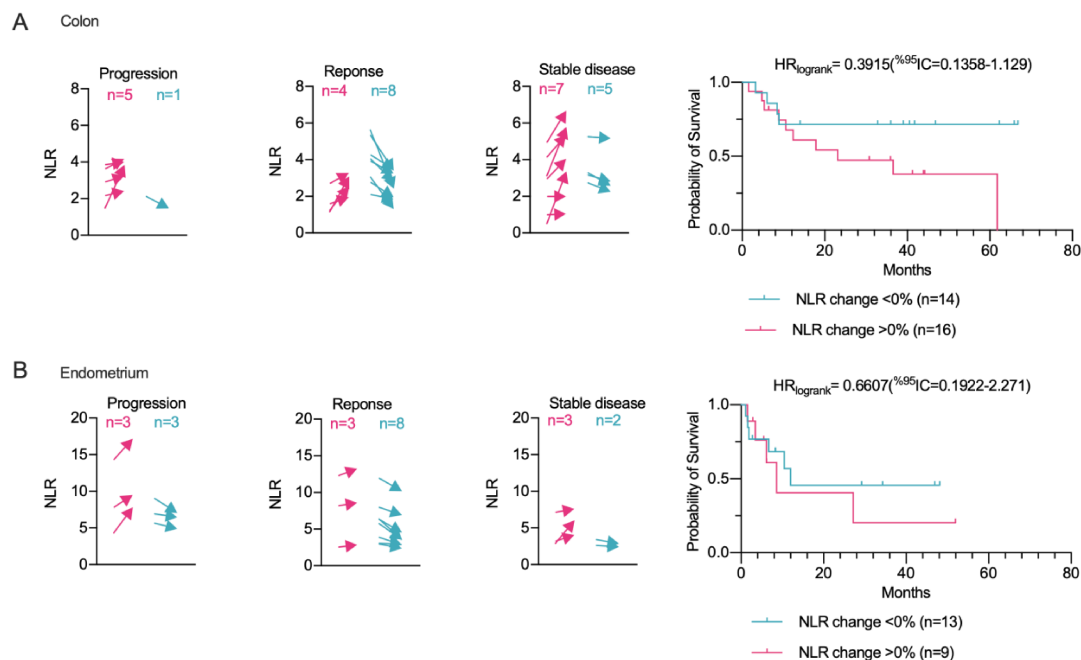 A Colon
Progression
n=5 n=1
NLR
8
6
4
2
0
Reponse
n=4 n=8
NLR
8
6
4
2
0
Stable disease
n=7 n=5
NLR
8
6
4
2
0
HRlogrank= 0.3915(%95IC=0.1358-1.129)
Probability of Survival
1.0
0.5
0.0
0 20 40 60 80
Months
NLR change <0% (n=14)
NLR change >0% (n=16)
B Endometrium
Progression
n=3 n=3
NLR
20
15
10
5
0
Reponse
n=3 n=8
NLR
20
15
10
5
0
Stable disease
n=3 n=2
NLR
20
15
10
5
0
HRlogrank= 0.6607(%95IC=0.1922-2.271)
Probability of Survival
1.0
0.5
1.0
0 20 40 60 80
Months
NLR change <0% (n=13)
NLR change >0% (n=9)